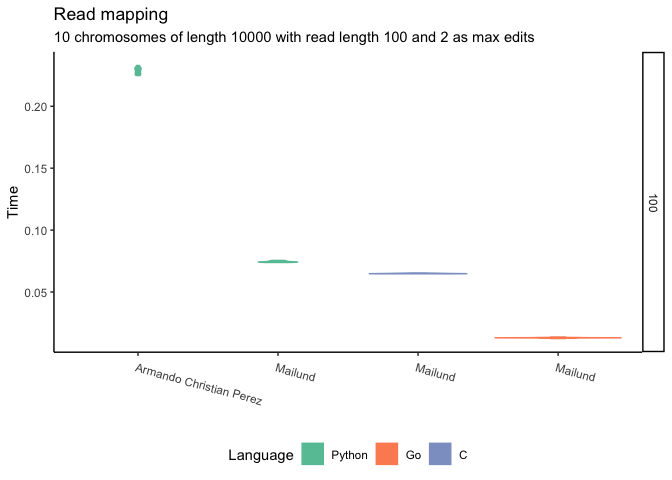 Read mapping
10 chromosomes of length 10000 with read length 100 and 2 as max edits
0.20
0.15
0.10
0.05
Time
100
Armando Christian Perez
Mailund
Mailund
Mailund
Language Python Go C